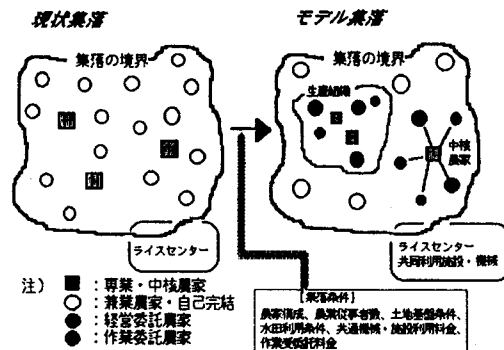 現状集落
モデル集落
集落の境界
集落の境界
生産組織
中核
農家
ライスセンター
ライスセンター
共同利用施設・機械
注)
■:専業・中核農家
○:兼業農家・自己完結
●:経営委託農家
●:作業委託農家
【集落条件】
農家構成、農業従事者数、土地基盤条件、
水田利用条件、共通機械・施設利用料金、
作業受委託料金